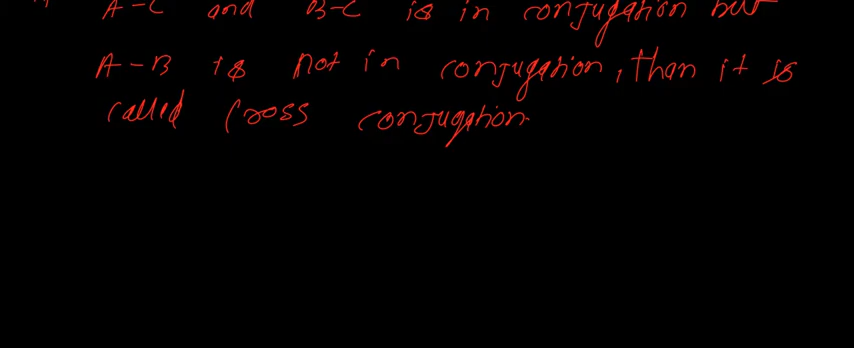 A-C and B-C is in conjugation but
A-B is not in conjugation, than it is
called Cross conjugation.